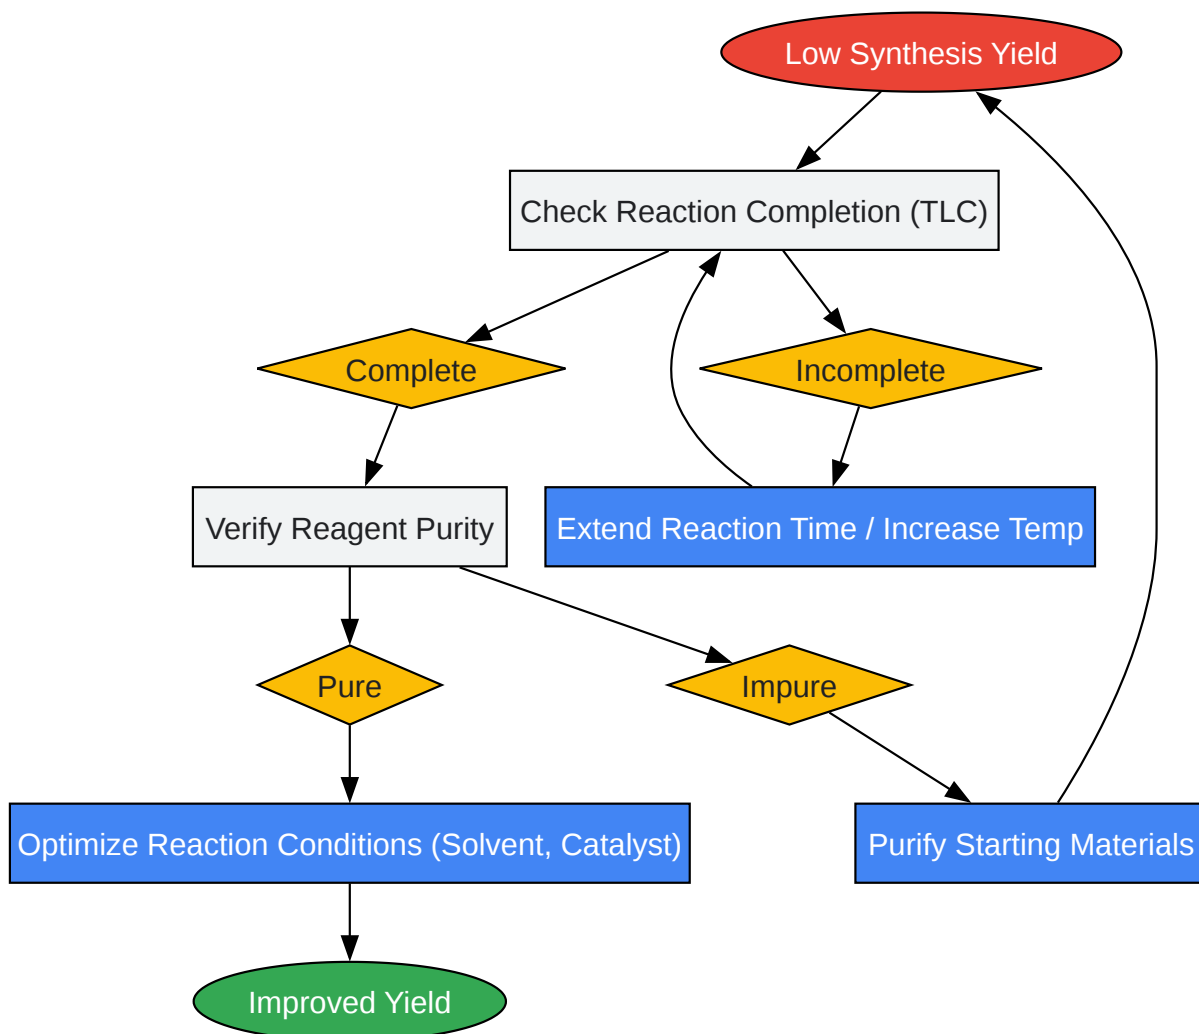 Low Synthesis Yield
Check Reaction Completion (TLC)
Complete
Incomplete
Verify Reagent Purity
Extend Reaction Time / Increase Temp
Pure
Impure
Optimize Reaction Conditions (Solvent, Catalyst)
Purify Starting Materials
Improved Yield